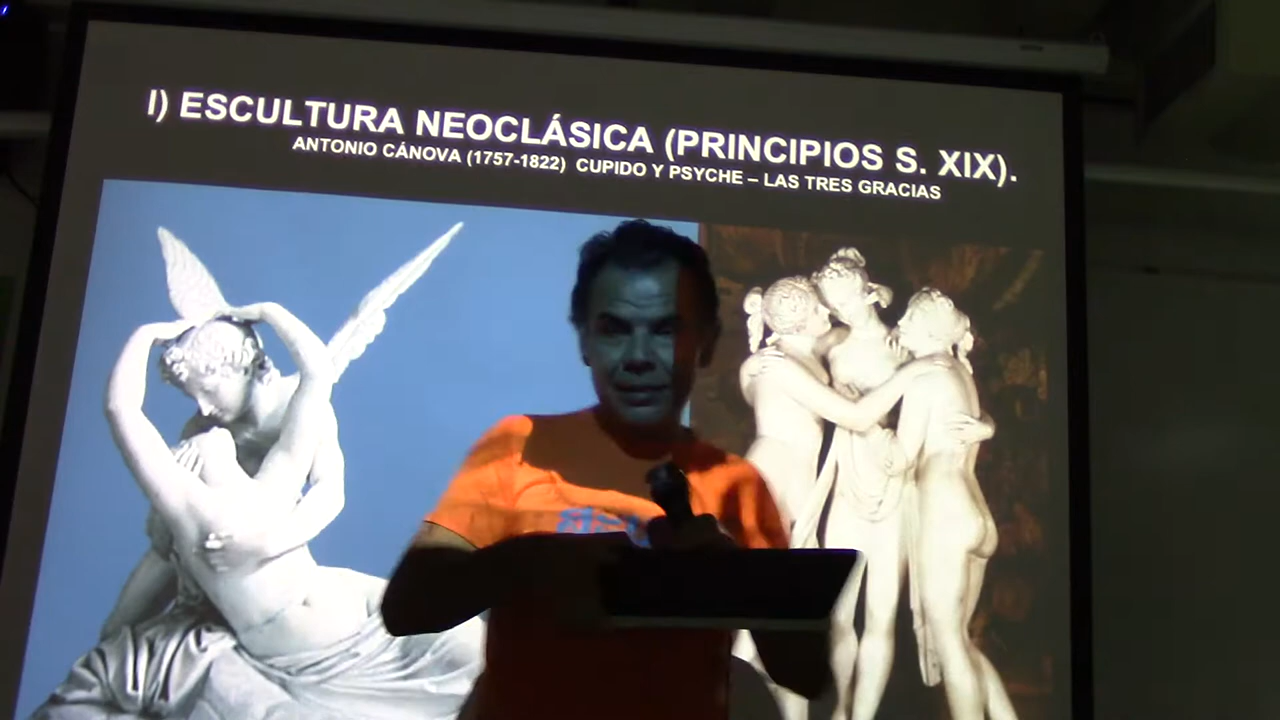 I) ESCULTURA NEOCLÁSICA (PRINCIPIOS S. XIX).
ANTONIO CÁNOVA (1757-1822) CUPIDO Y PSYCHE – LAS TRES GRACIAS